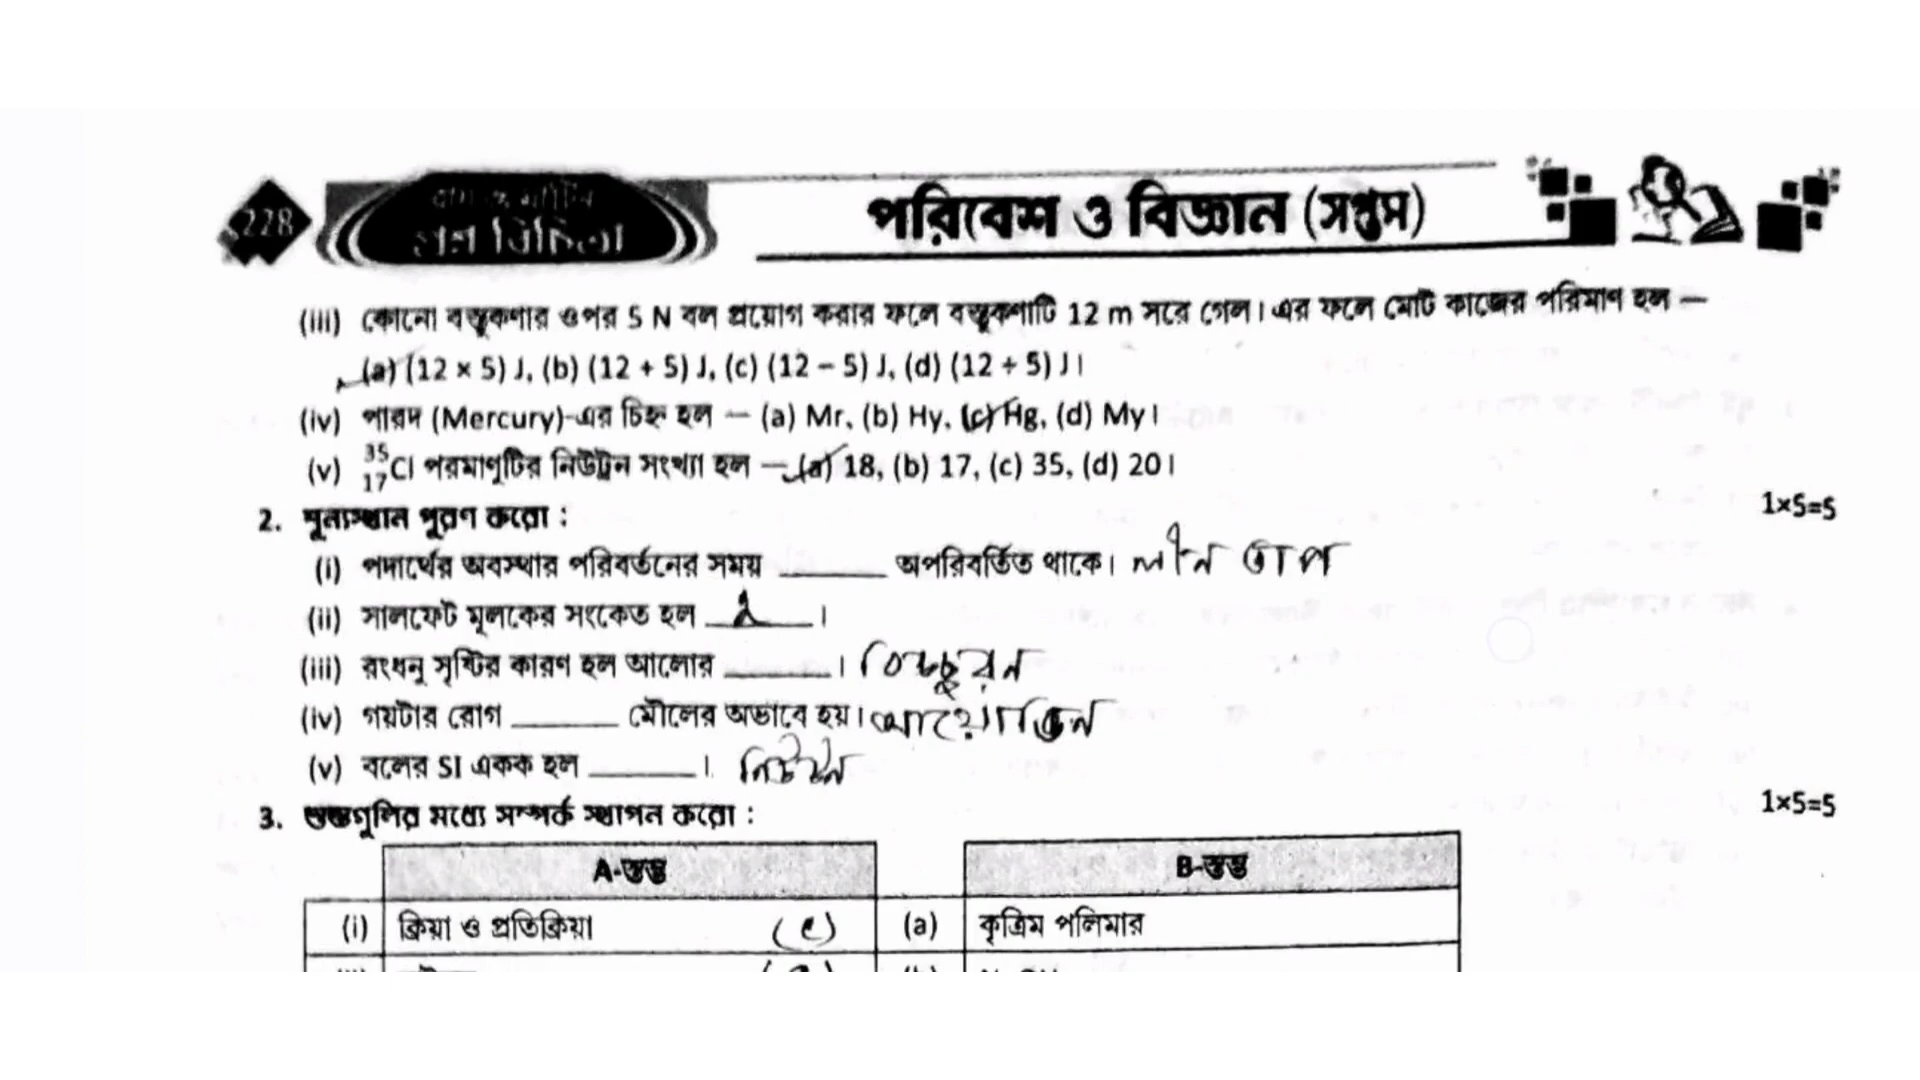 228
প্রশ্ন বিচিত্রা
পরিবেশ ও বিজ্ঞান (সপ্তম)
(iii) কোনো বস্তুকণার ওপর 5 N বল প্রয়োগ করার ফলে বস্তুকণাটি 12 m সরে গেল। এর ফলে মোট কাজের পরিমাণ হল —
(a) (12 × 5) J, (b) (12 + 5) J, (c) (12 – 5) J, (d) (12 ÷ 5) J।
(iv) পারদ (Mercury)-এর চিহ্ন হল — (a) Mr, (b) Hy, (c) Hg, (d) My।
(v) ³⁵₁₇Cl পরমাণুটির নিউট্রন সংখ্যা হল — (a) 18, (b) 17, (c) 35, (d) 20।
2. শূন্যস্থান পূরণ করো : 1×5=5
(i) পদার্থের অবস্থার পরিবর্তনের সময় ______ অপরিবর্তিত থাকে। লীন তাপ
(ii) সালফেট মূলকের সংকেত হল ______।
(iii) রংধনু সৃষ্টির কারণ হল আলোর ______। বিচ্ছুরন
(iv) গয়টার রোগ ______ মৌলের অভাবে হয়। আয়োডিন
(v) বলের SI একক হল ______। নিউটন
3. স্তম্ভগুলির মধ্যে সম্পর্ক স্থাপন করো : 1×5=5
A-স্তম্ভ B-স্তম্ভ
(i) ক্রিয়া ও প্রতিক্রিয়া (e) (a) কৃত্রিম পলিমার